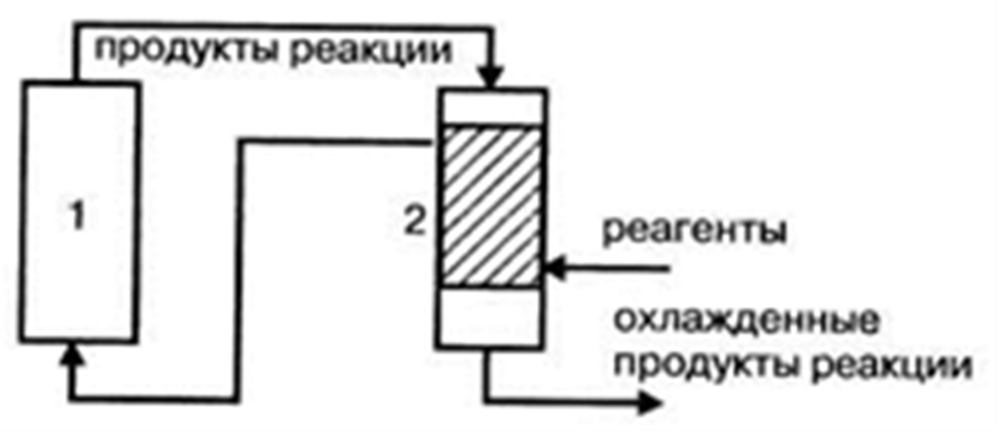 продукты реакции
1
2
реагенты
охлажденные
продукты реакции